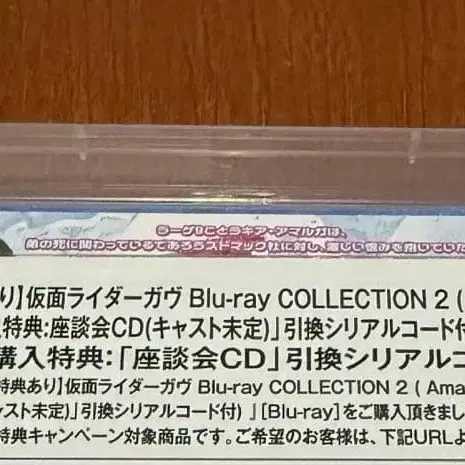 ラーゲ9ことラキア・アマルガは、
弟の死に関わっているであろうストマック社に対し、激しい恨みを抱いていた
り】仮面ライダーガヴ Blu-ray COLLECTION 2 (
特典:座談会CD(キャスト未定)」引換シリアルコード付
購入特典:「座談会CD」引換シリアルコ
特典あり】仮面ライダーガヴ Blu-ray COLLECTION 2 ( Ama
ャスト未定)」引換シリアルコード付) 」[Blu-ray]をご購入頂きまし
特典キャンペーン対象商品です。ご希望のお客様は、下記URLよ